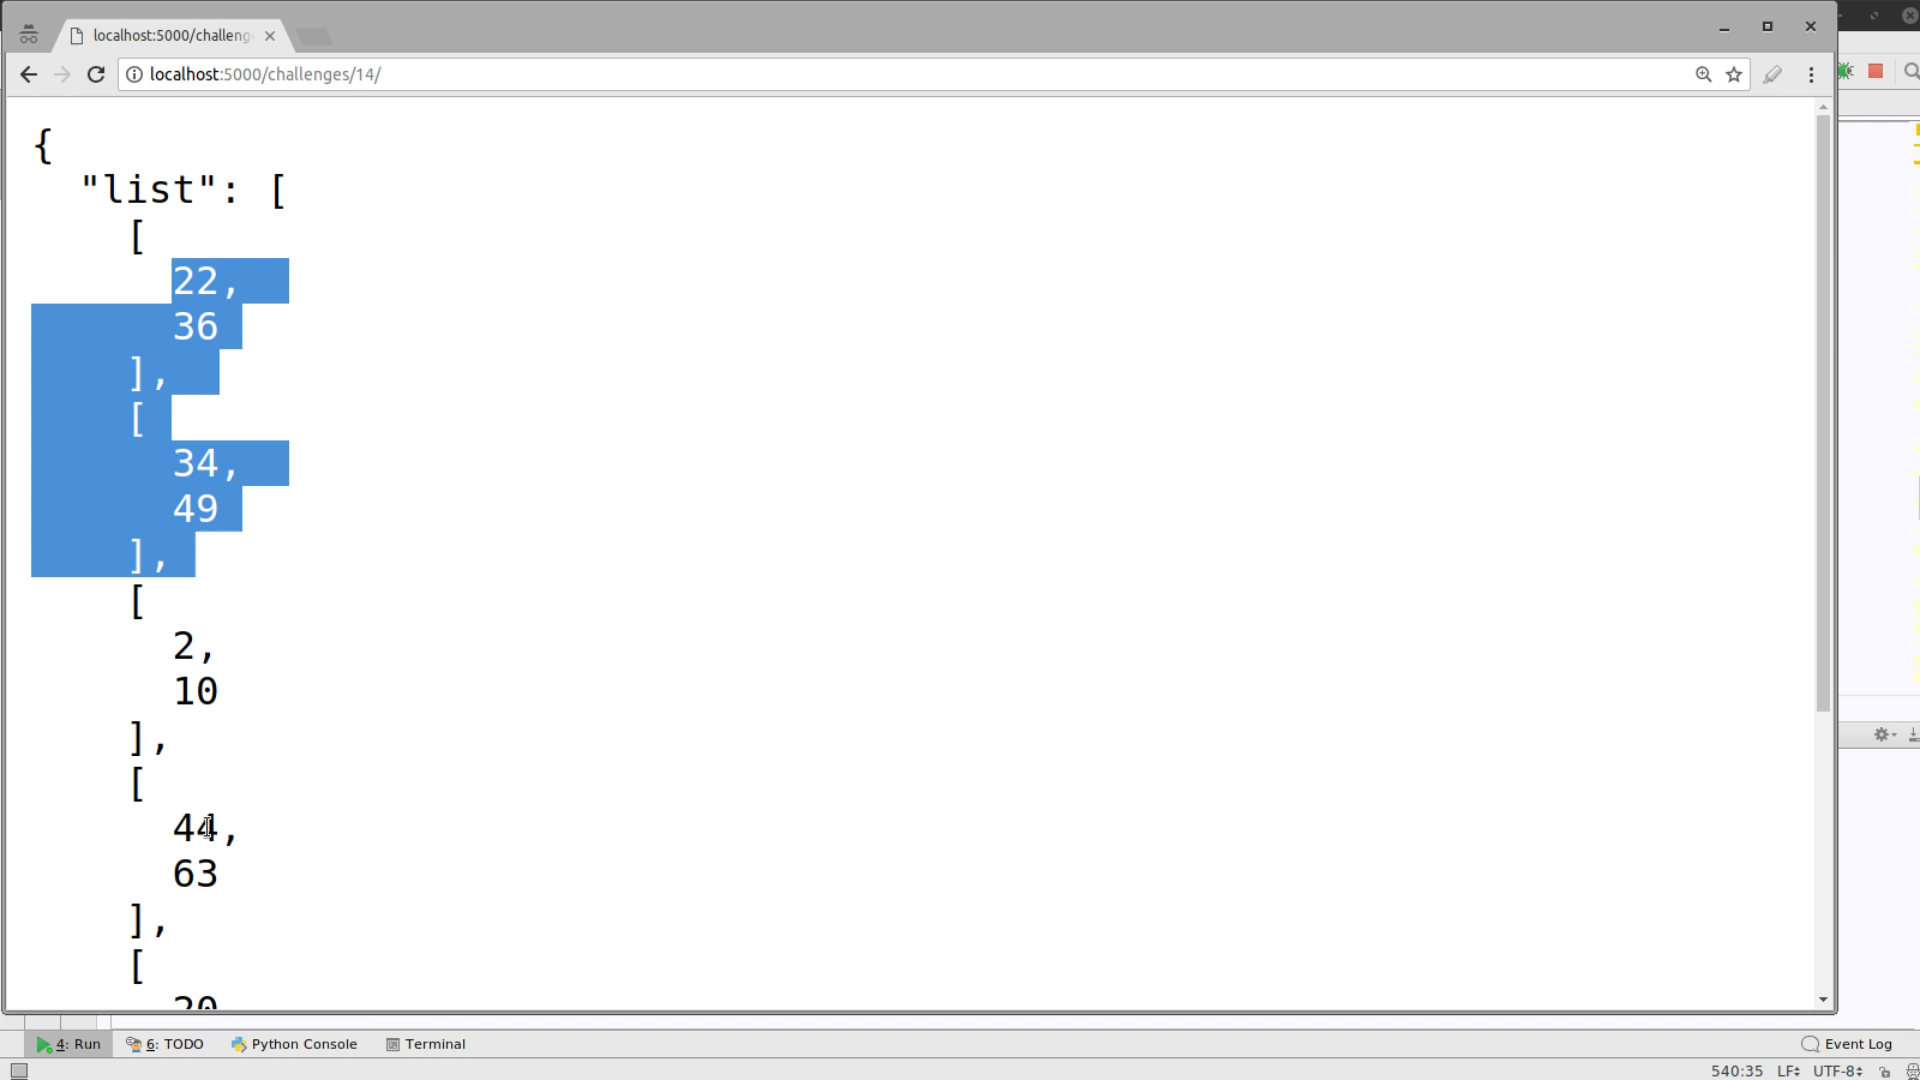 localhost:5000/challeng
localhost:5000/challenges/14/
{
"list": [
[
22,
36
],
[
34,
49
],
[
2,
10
],
[
44,
63
],
[
20
4: Run
6: TODO
Python Console
Terminal
Event Log
540:35
LF
UTF-8